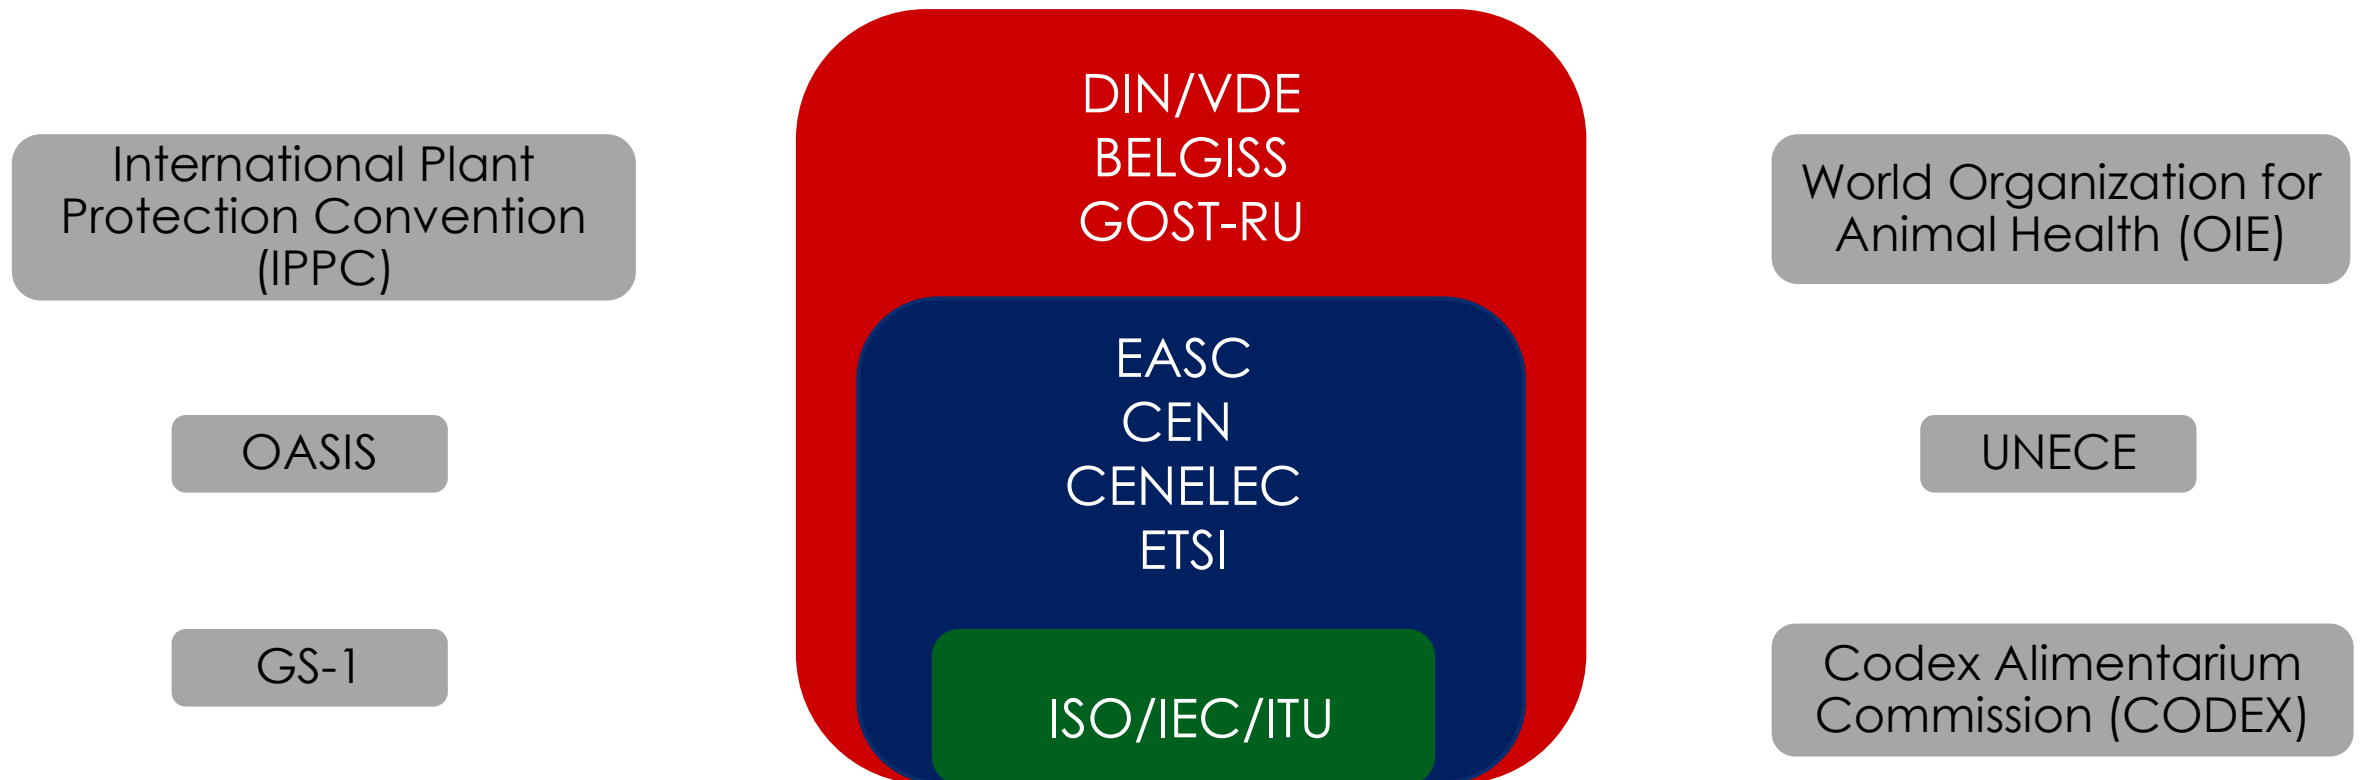 International Plant
Protection Convention
(IPPC)
OASIS
GS-1
DIN/VDE
BELGISS
GOST-RU
EASC
CEN
CENELEC
ETSI
ISO/IEC/ITU
World Organization for
Animal Health (OIE)
UNECE
Codex Alimentarium
Commission (CODEX)